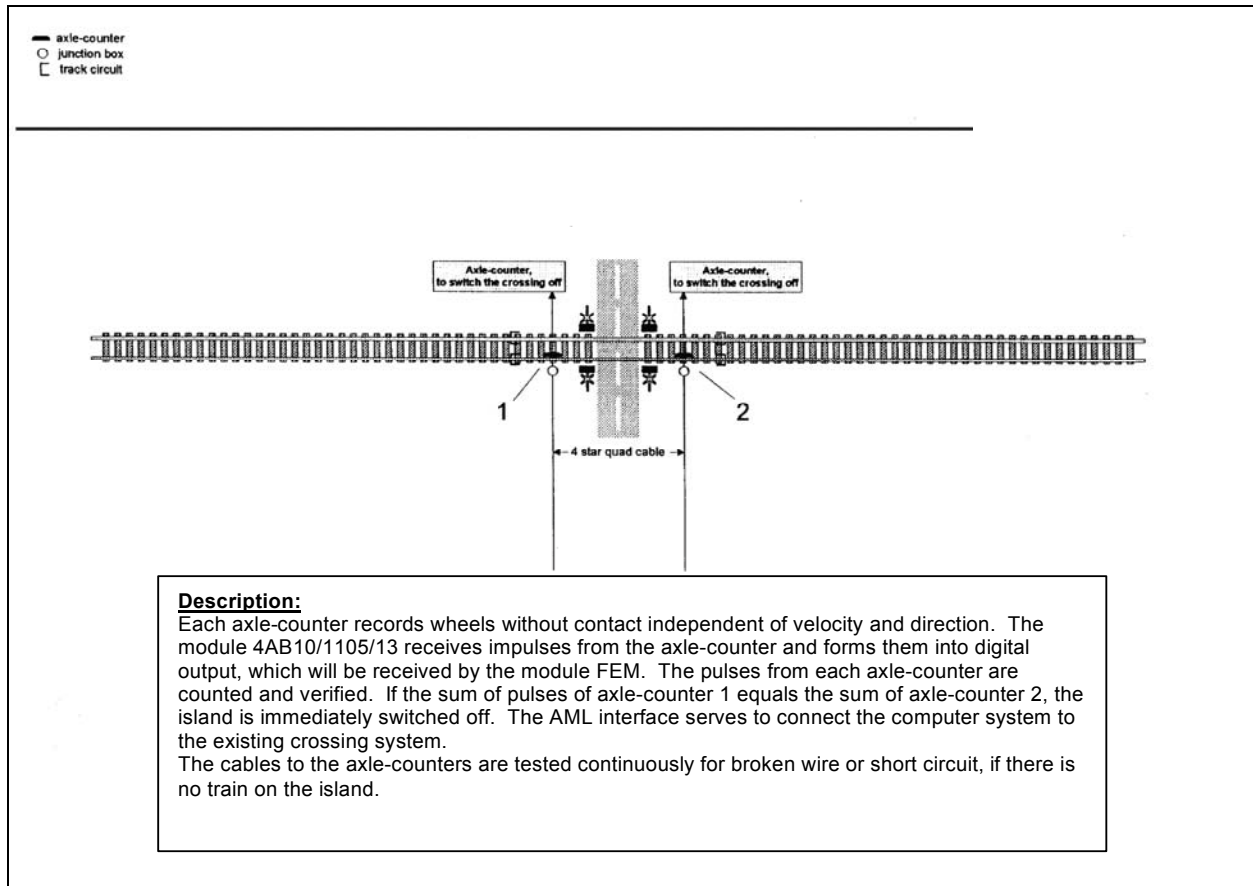 axle-counter
junction box
track circuit
Axle-counter,
to switch the crossing off
Axle-counter,
to switch the crossing off
1
2
4 star quad cable
Description:
Each axle-counter records wheels without contact independent of velocity and direction. The
module 4AB10/1105/13 receives impulses from the axle-counter and forms them into digital
output, which will be received by the module FEM. The pulses from each axle-counter are
counted and verified. If the sum of pulses of axle-counter 1 equals the sum of axle-counter 2, the
island is immediately switched off. The AML interface serves to connect the computer system to
the existing crossing system.
The cables to the axle-counters are tested continuously for broken wire or short circuit, if there is
no train on the island.